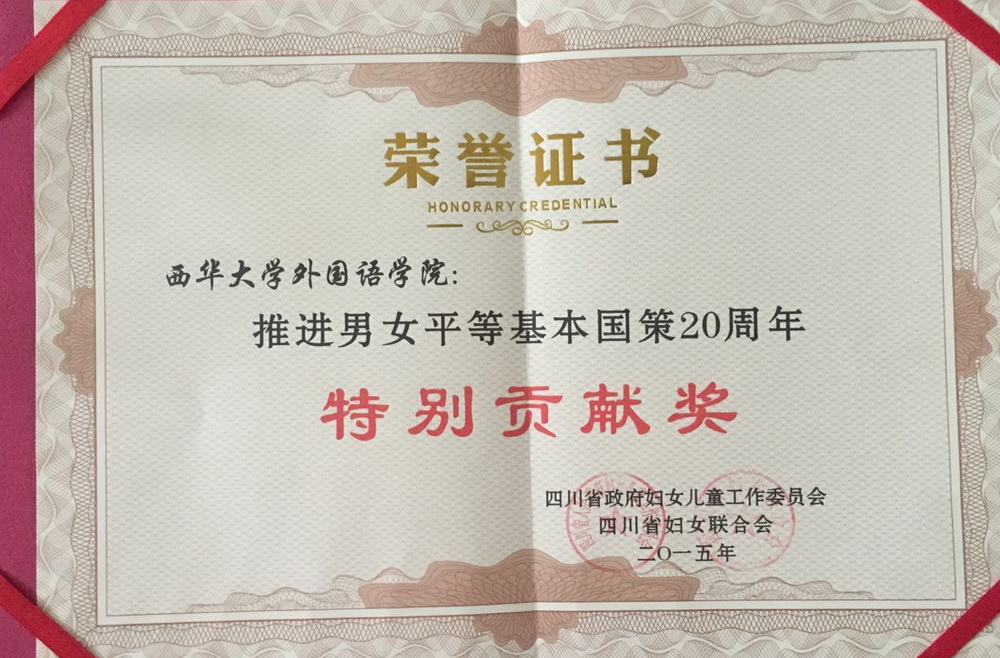 荣誉证书
HONORARY CREDENTIAL
西华大学外国语学院：
推进男女平等基本国策20周年
特别贡献奖
四川省政府妇女儿童工作委员会
四川省妇女联合会
二〇一五年